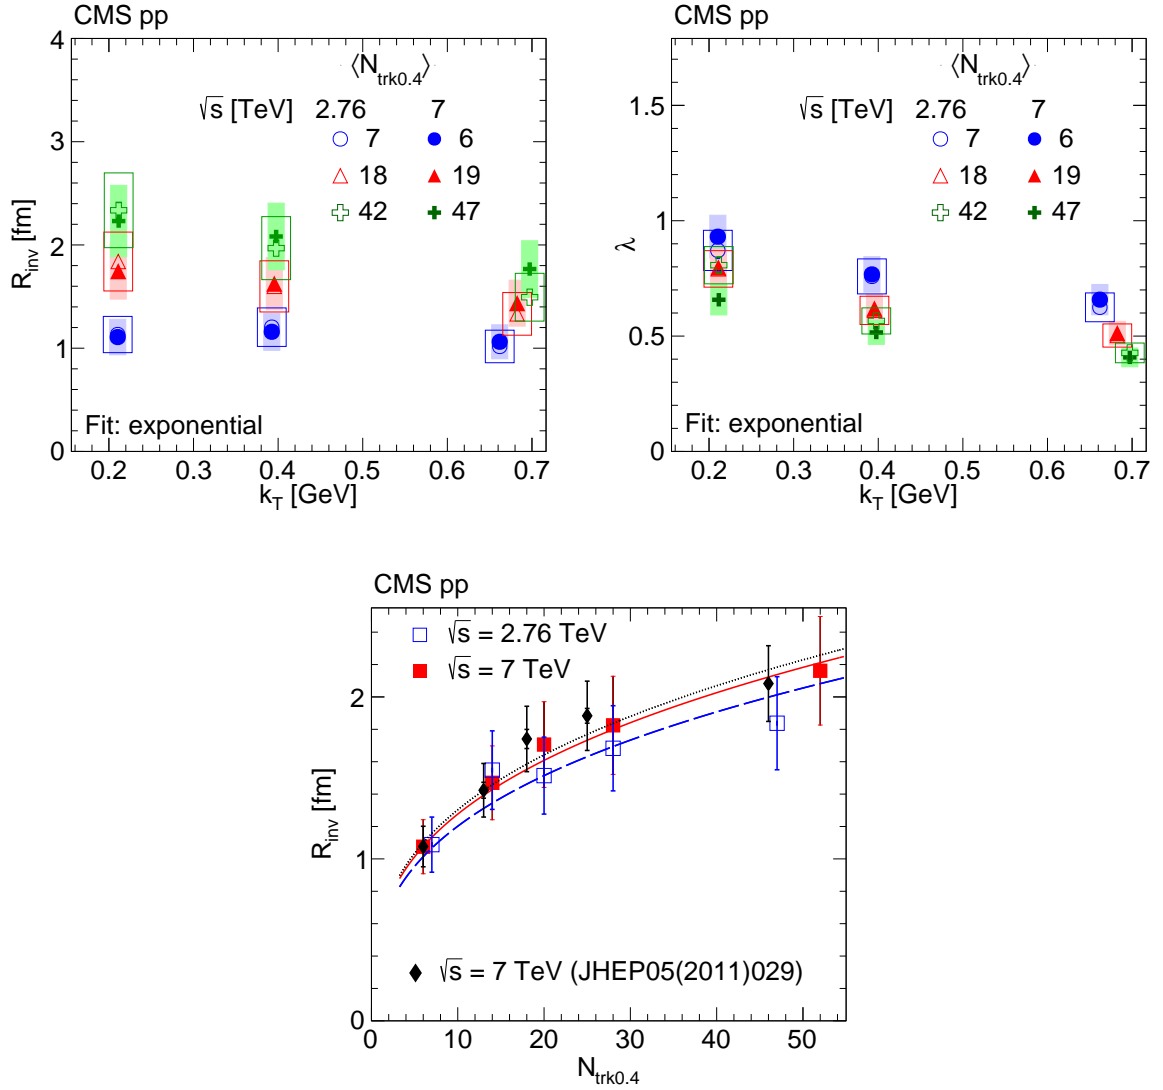 CMS pp
⟨N_trk0.4⟩
√s [TeV] 2.76 7
7 6
18 19
42 47
Fit: exponential
R_inv [fm]
4
3
2
1
0
0.2 0.3 0.4 0.5 0.6 0.7
k_T [GeV]
CMS pp
⟨N_trk0.4⟩
√s [TeV] 2.76 7
7 6
18 19
42 47
Fit: exponential
λ
1.5
1
0.5
0
0.2 0.3 0.4 0.5 0.6 0.7
k_T [GeV]
CMS pp
√s = 2.76 TeV
√s = 7 TeV
√s = 7 TeV (JHEP05(2011)029)
R_inv [fm]
2
1
0
0 10 20 30 40 50
N_trk0.4